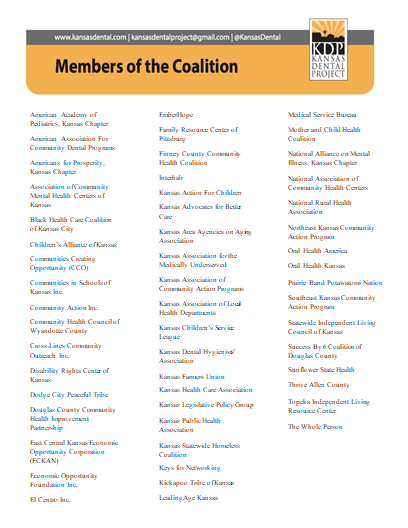 www.kansasdental.com | kansasdentalproject@gmail.com | @KansasDental
KDP
KANSAS
DENTAL
PROJECT
Members of the Coalition
American Academy of
Pediatrics, Kansas Chapter
American Association For
Community Dental Programs
Americans for Prosperity,
Kansas Chapter
Association of Community
Mental Health Centers of
Kansas
Black Health Care Coalition
of Kansas City
Children's Alliance of Kansas
Communities Creating
Opportunity (CCO)
Communities in Schools of
Kansas Inc.
Community Action Inc.
Community Health Council of
Wyandotte County
Cross-Lines Community
Outreach Inc.
Disability Rights Center of
Kansas
Dodge City Peaceful Tribe
Douglas County Community
Health Improvement
Partnership
East Central Kansas Economic
Opportunity Corporation
(ECKAN)
Economic Opportunity
Foundation Inc.
El Centro Inc.
EmberHope
Family Resource Center of
Pittsburg
Finney County Community
Health Coalition
Interhab
Kansas Action For Children
Kansas Advocates for Better
Care
Kansas Area Agencies on Aging
Association
Kansas Association for the
Medically Underserved
Kansas Association of
Community Action Programs
Kansas Association of Local
Health Departments
Kansas Children's Service
League
Kansas Dental Hygienists'
Association
Kansas Farmers Union
Kansas Health Care Association
Kansas Legislative Policy Group
Kansas Public Health
Association
Kansas Statewide Homeless
Coalition
Keys for Networking
Kickapoo Tribe of Kansas
Leading Age Kansas
Medical Service Bureau
Mother and Child Health
Coalition
National Alliance on Mental
Illness, Kansas Chapter
National Association of
Community Health Centers
National Rural Health
Association
Northeast Kansas Community
Action Program
Oral Health America
Oral Health Kansas
Prairie Band Potawatomi Nation
Southeast Kansas Community
Action Program
Statewide Independent Living
Council of Kansas
Success By 6 Coalition of
Douglas County
Sunflower State Health
Thrive Allen County
Topeka Independent Living
Resource Center
The Whole Person